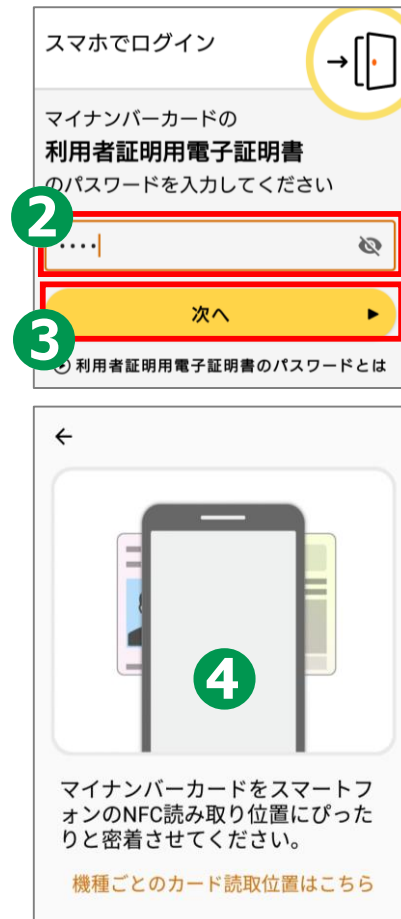 スマホでログイン
マイナンバーカードの
利用者証明用電子証明書
のパスワードを入力してください
2
････
次へ
3
利用者証明用電子証明書のパスワードとは
4
マイナンバーカードをスマートフ
ォンのNFC読み取り位置にぴった
りと密着させてください。
機種ごとのカード読取位置はこちら